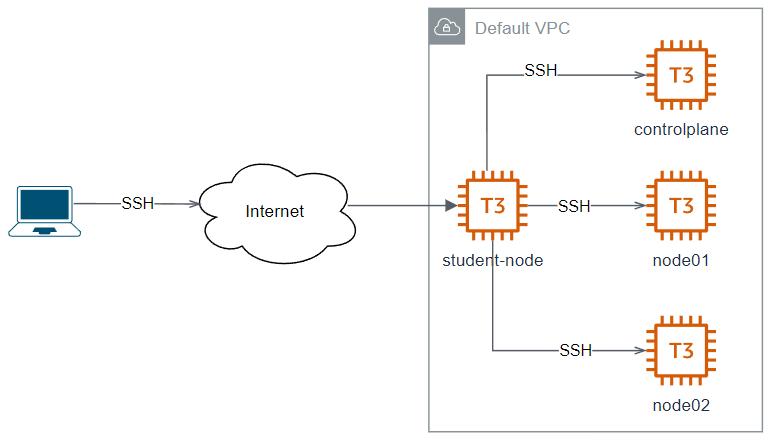 Default VPC
SSH
T3
controlplane
SSH
Internet
T3
student-node
SSH
T3
node01
SSH
T3
node02